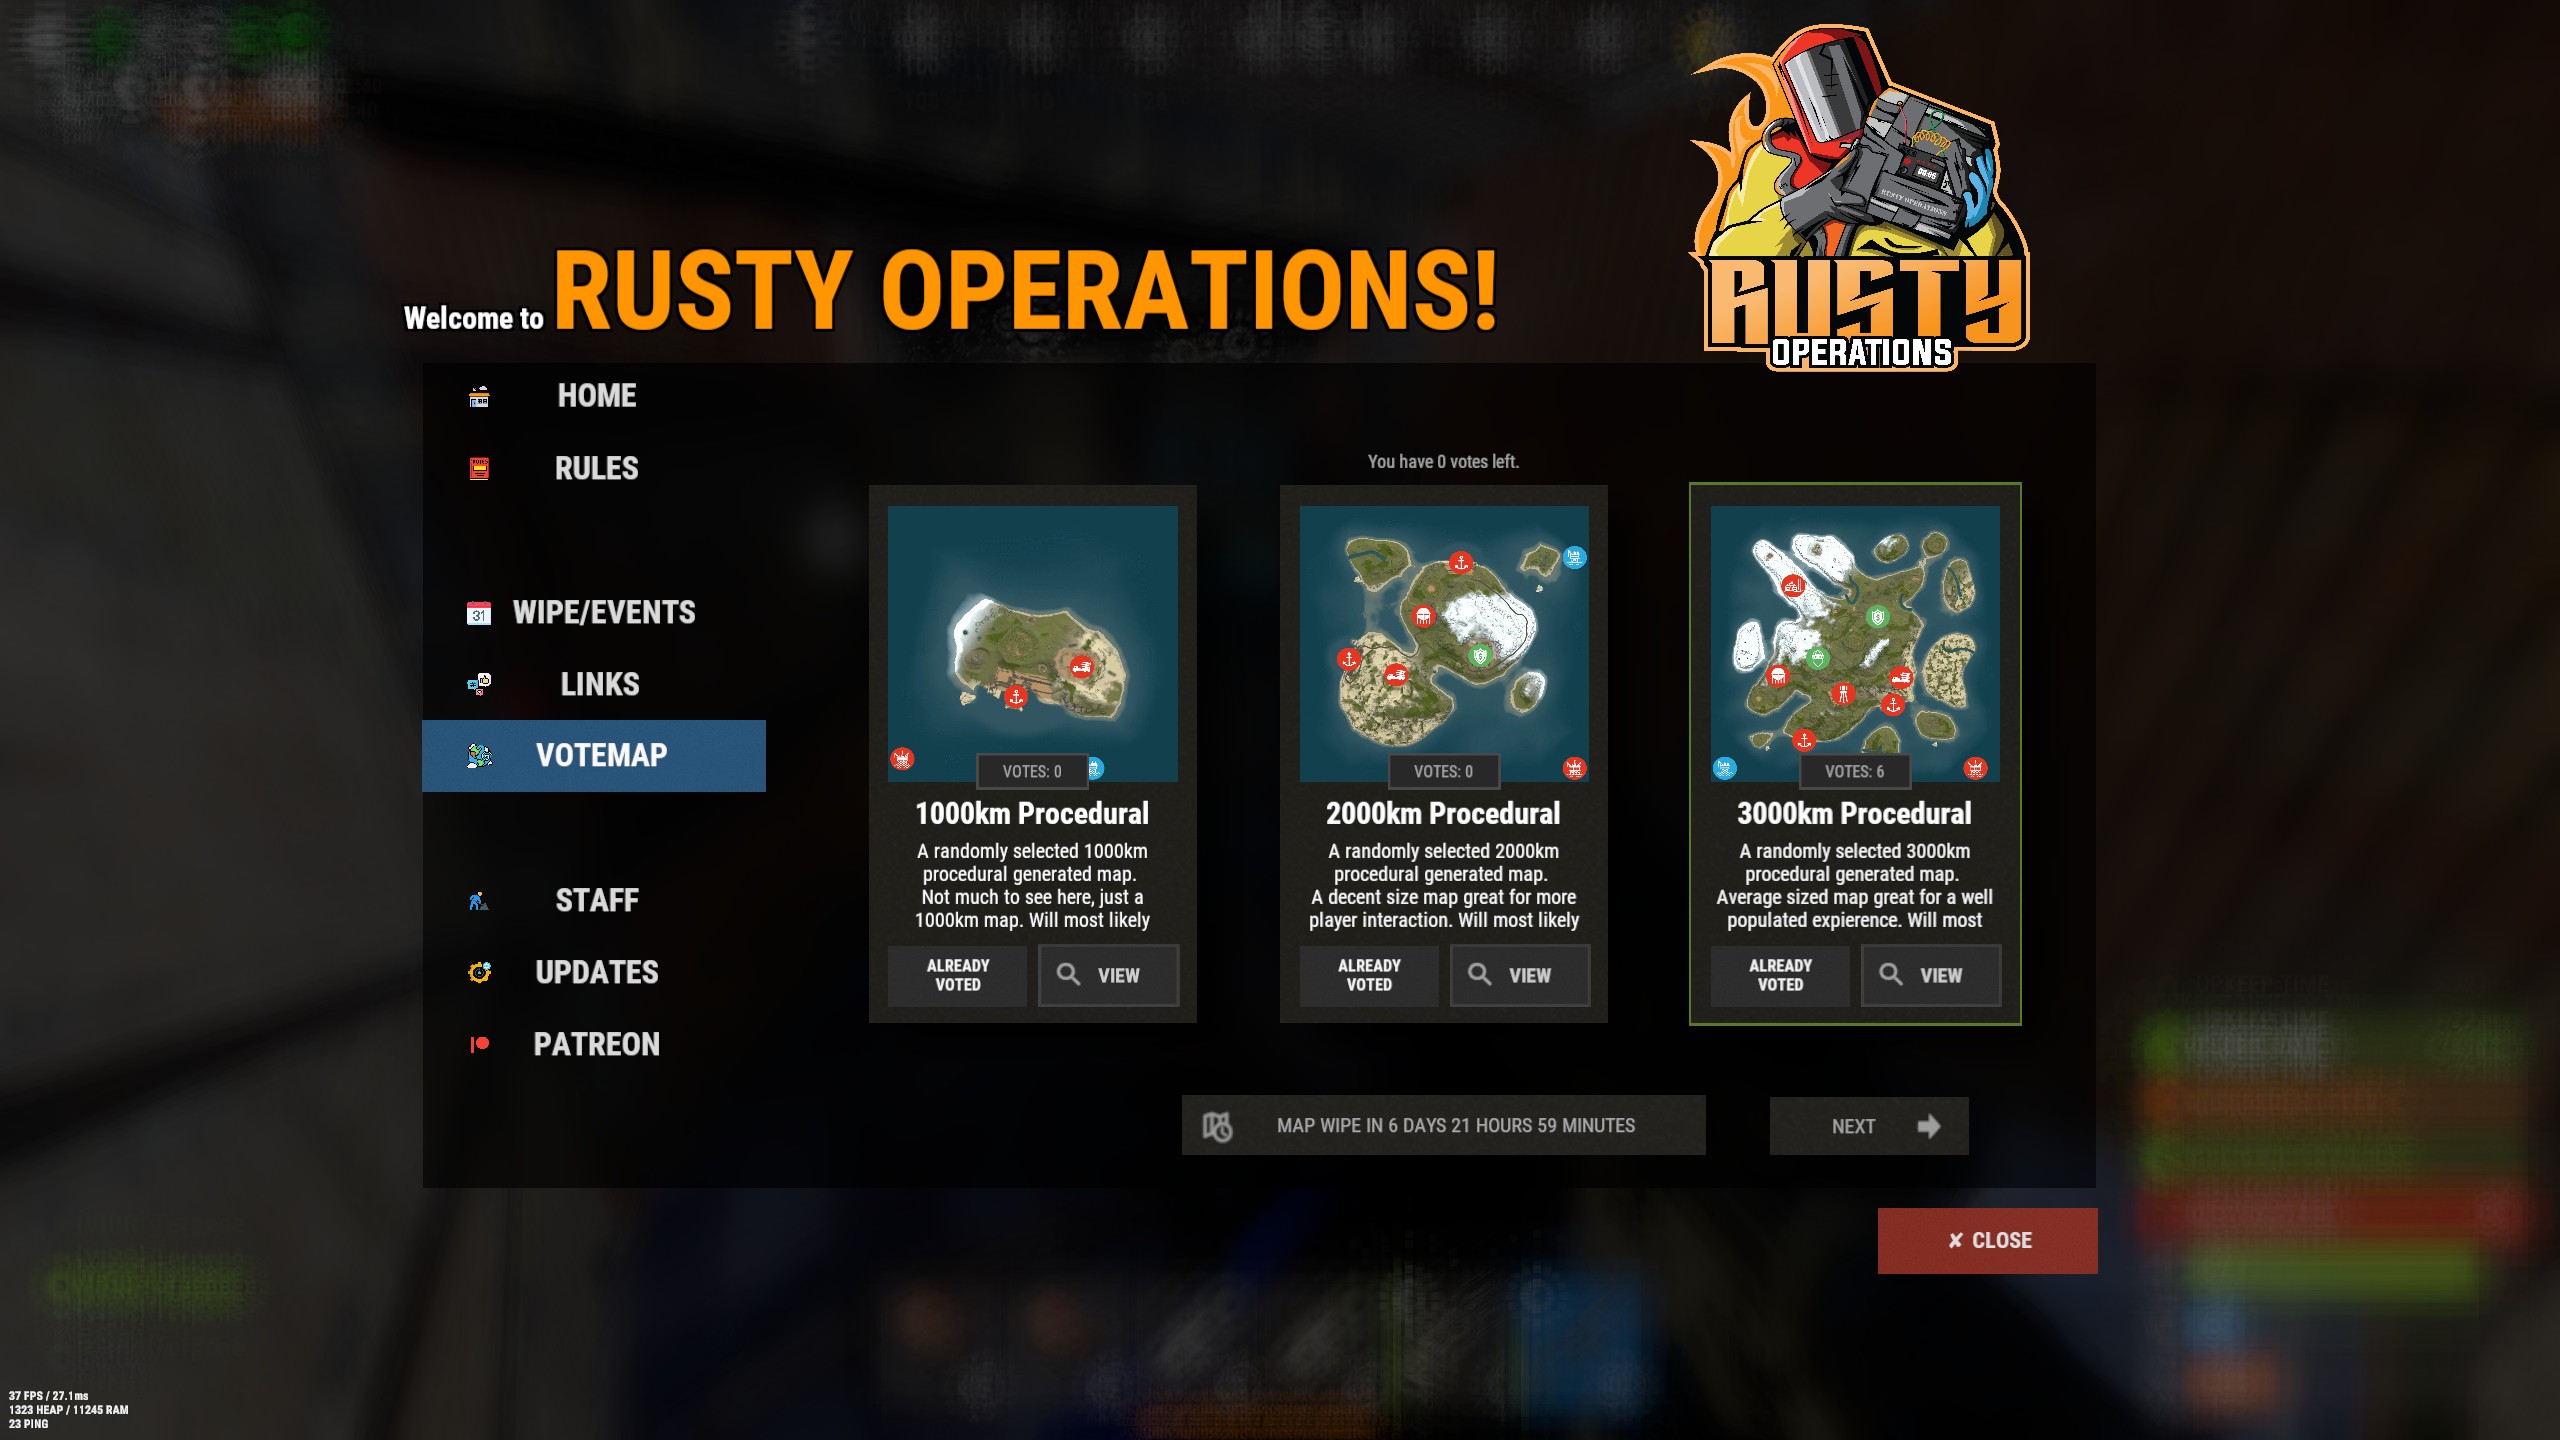 RUSTY
OPERATIONS
Welcome to RUSTY OPERATIONS!
HOME
RULES
WIPE/EVENTS
LINKS
VOTEMAP
STAFF
UPDATES
PATREON
You have 0 votes left.
VOTES: 0
1000km Procedural
A randomly selected 1000km
procedural generated map.
Not much to see here, just a
1000km map. Will most likely
ALREADY
VOTED
VIEW
VOTES: 0
2000km Procedural
A randomly selected 2000km
procedural generated map.
A decent size map great for more
player interaction. Will most likely
ALREADY
VOTED
VIEW
VOTES: 6
3000km Procedural
A randomly selected 3000km
procedural generated map.
Average sized map great for a well
populated expierence. Will most
ALREADY
VOTED
VIEW
MAP WIPE IN 6 DAYS 21 HOURS 59 MINUTES
NEXT
✘ CLOSE
37 FPS / 27.1ms
1323 HEAP / 11245 RAM
23 PING